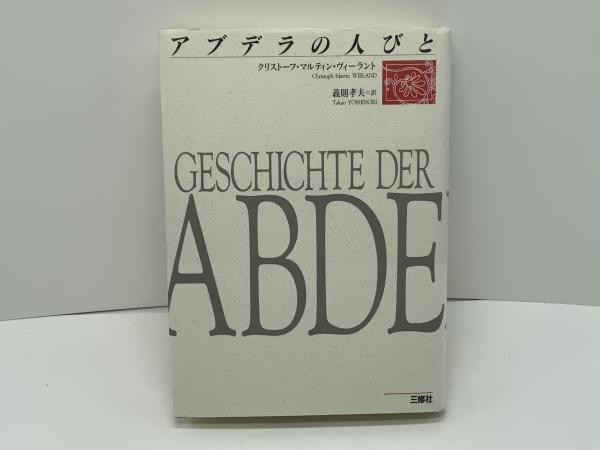 アブデラの人びと
クリストーフ・マルティン・ヴィーラント
Christoph Martin WIELAND
義則孝夫＝訳
Takao YOSHINORI
GESCHICHTE DER
ABDE
三修社